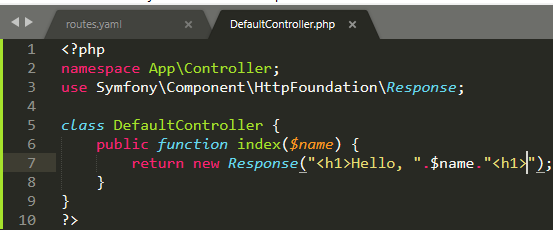 routes.yaml × DefaultController.php ×
1 <?php
2 namespace App\Controller;
3 use Symfony\Component\HttpFoundation\Response;
4
5 class DefaultController {
6 public function index($name) {
7 return new Response("<h1>Hello, ".$name."<h1>");
8 }
9 }
10 ?>